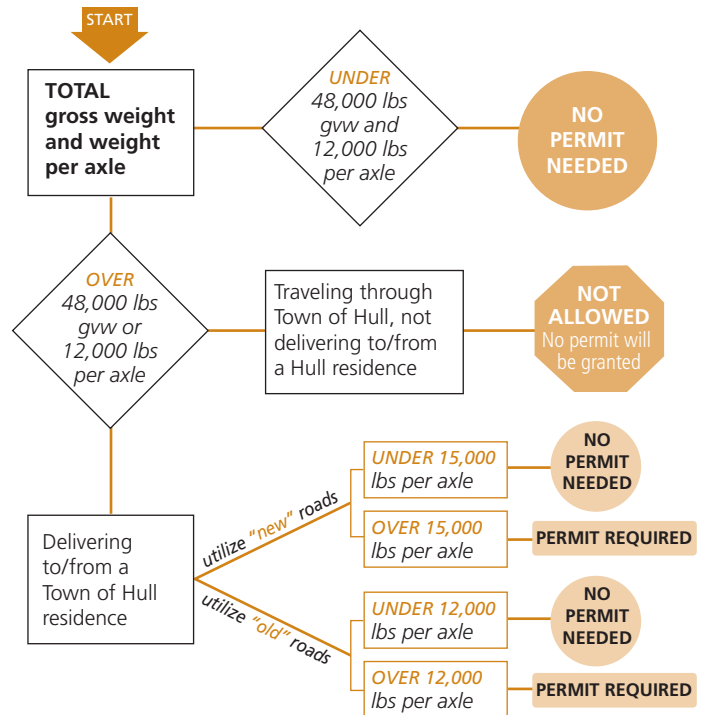 START
TOTAL
gross weight
and weight
per axle
UNDER
48,000 lbs
gvw and
12,000 lbs
per axle
NO
PERMIT
NEEDED
OVER
48,000 lbs
gvw or
12,000 lbs
per axle
Traveling through
Town of Hull, not
delivering to/from
a Hull residence
NOT
ALLOWED
No permit will
be granted
Delivering
to/from a
Town of Hull
residence
utilize "new" roads
UNDER 15,000
lbs per axle
NO
PERMIT
NEEDED
OVER 15,000
lbs per axle
PERMIT REQUIRED
utilize "old" roads
UNDER 12,000
lbs per axle
NO
PERMIT
NEEDED
OVER 12,000
lbs per axle
PERMIT REQUIRED